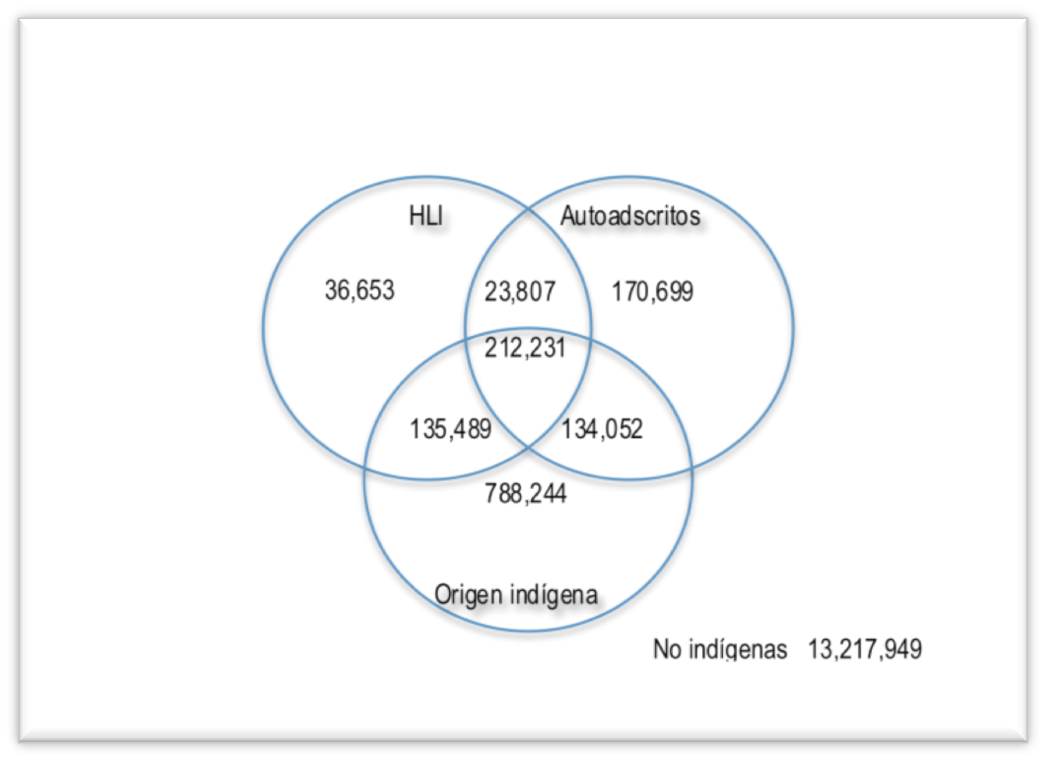 HLI
Autoadscritos
36,653
23,807
170,699
212,231
135,489
134,052
788,244
Origen indígena
No indígenas 13,217,949